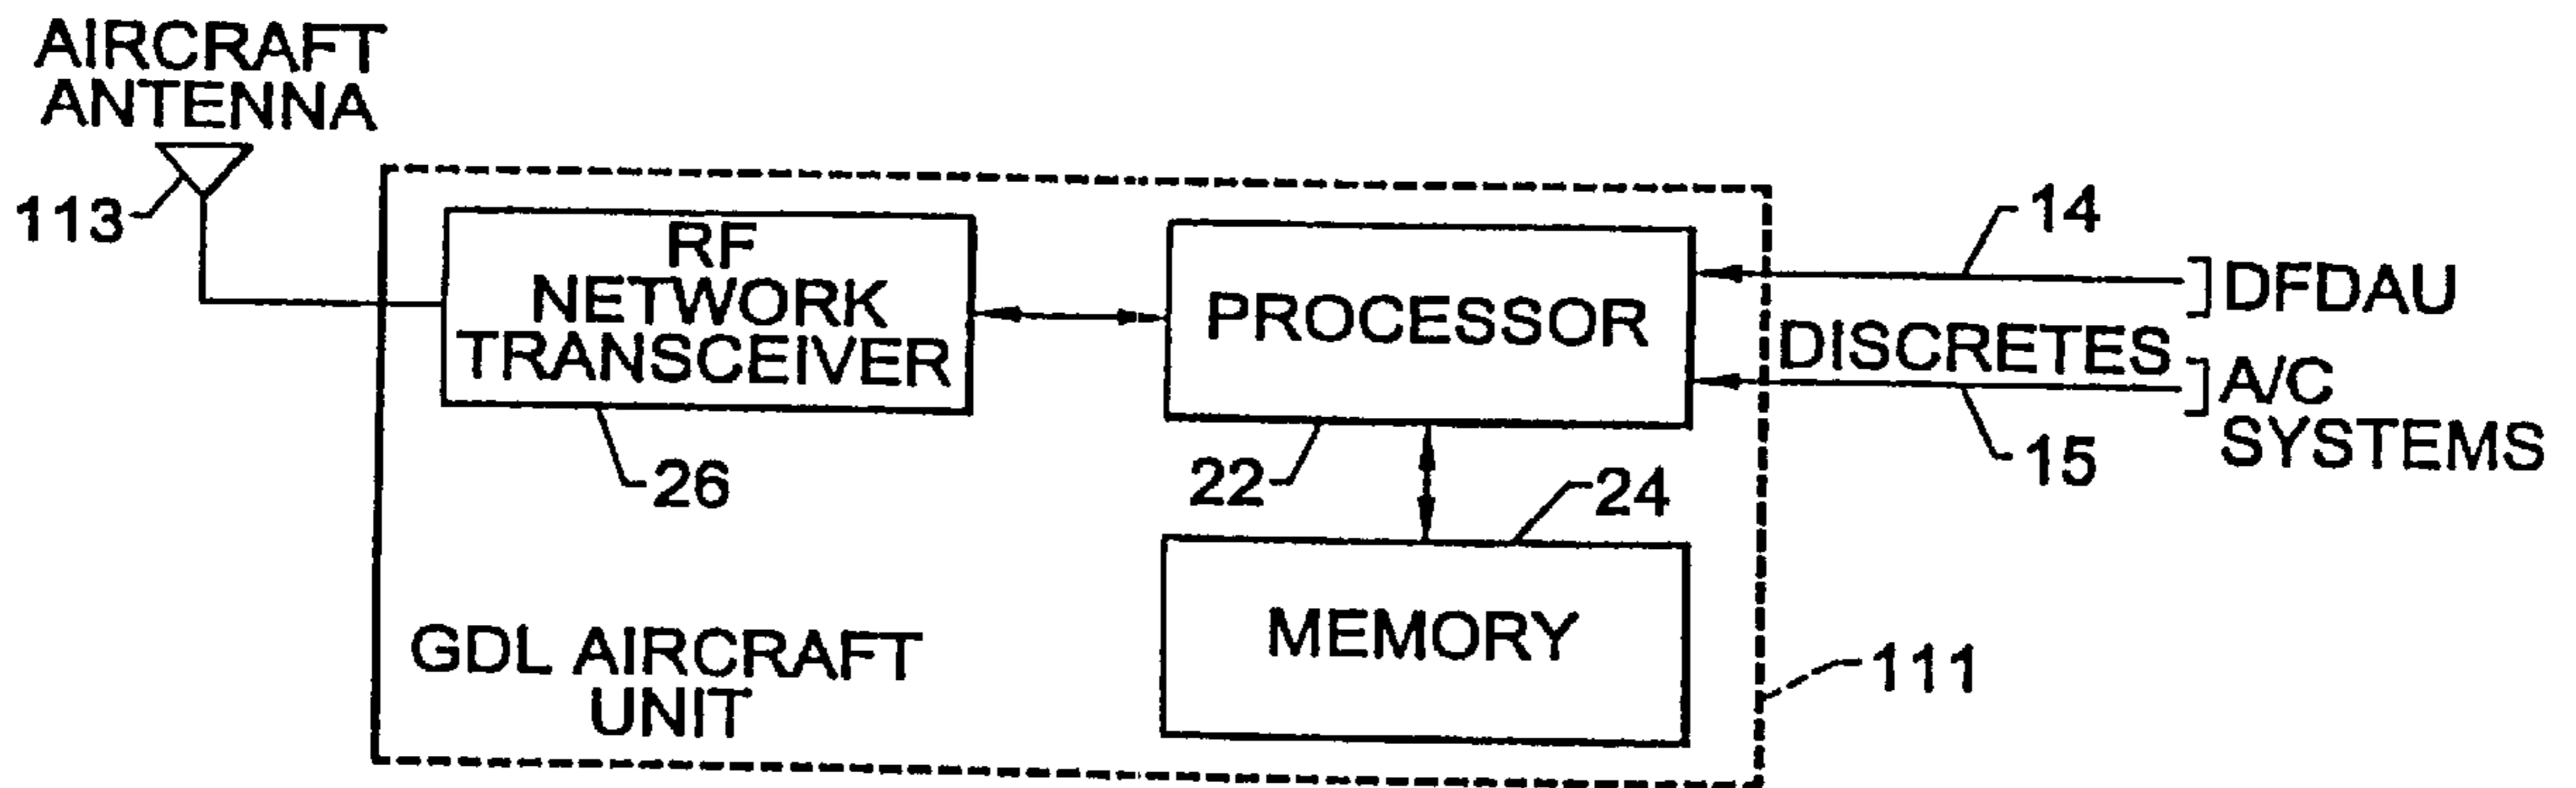 AIRCRAFT
ANTENNA
113
RF
NETWORK
TRANSCEIVER
26
PROCESSOR
22
24
MEMORY
GDL AIRCRAFT
UNIT
14
DFDAU
DISCRETES
A/C
SYSTEMS
15
111